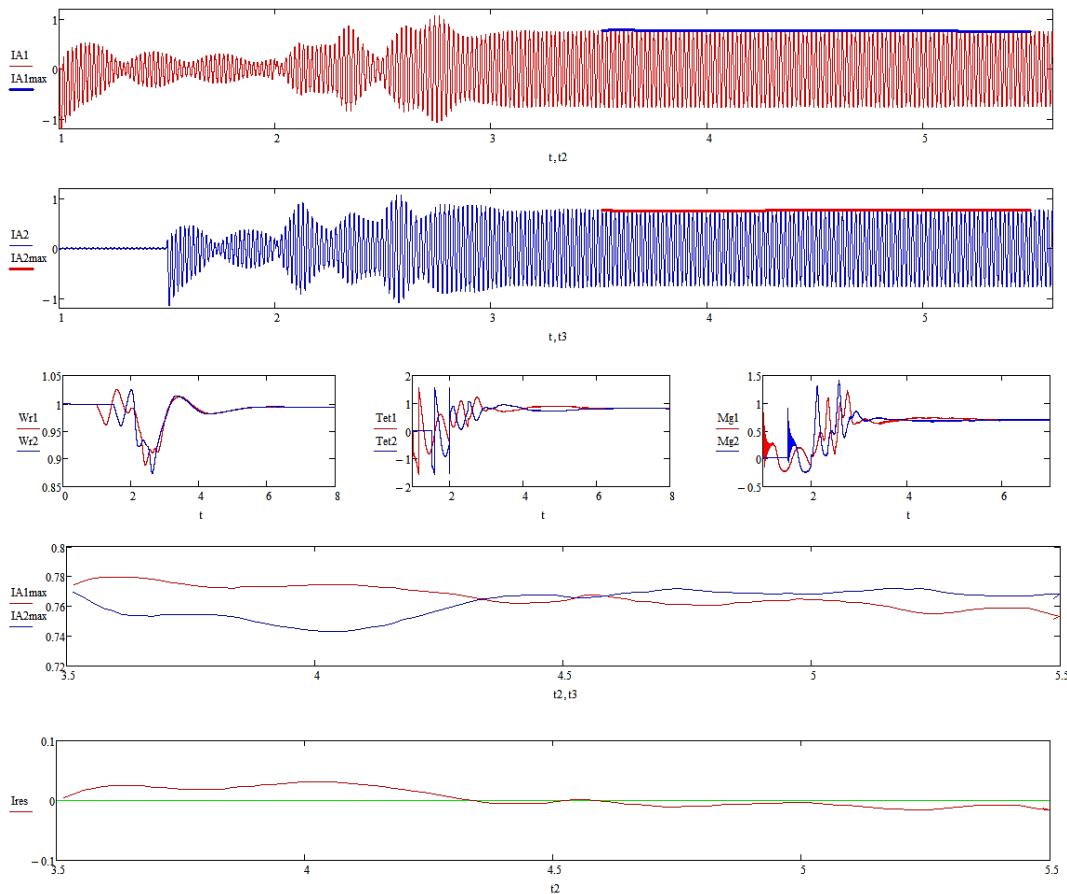 1
IA1
0
IA1max
−1
1 2 3 4 5
t,t2
1
IA2
0
IA2max
−1
1 2 3 4 5
t,t3
1.05
1
Wr1
0.95
Wr2
0.9
0.85
0 2 4 6 8
t
2
1
Tet1
0
Tet2
−1
−2
0 2 4 6 8
t
1.5
1
Mg1
0.5
Mg2
0
−0.5
2 4 6
t
0.8
0.78
IA1max
0.76
IA2max
0.74
0.72
3.5 4 4.5 5 5.5
t2,t3
0.1
Ires
0
−0.1
3.5 4 4.5 5 5.5
t2